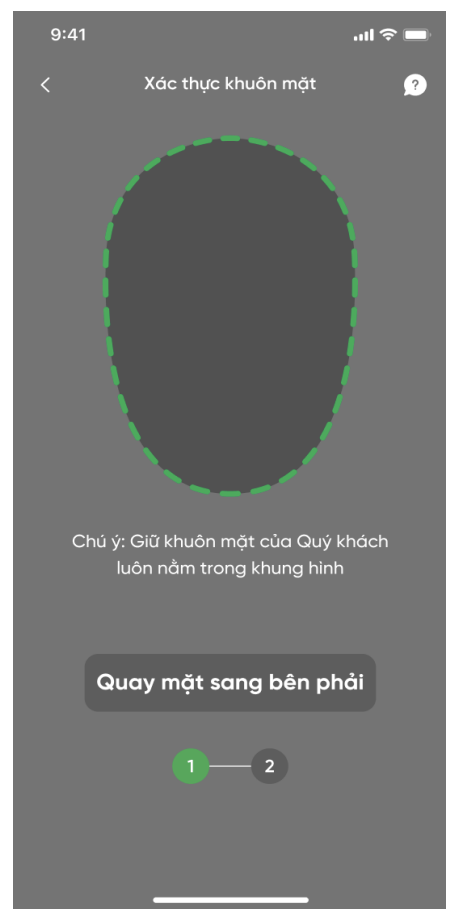 9:41
Xác thực khuôn mặt
?
Chú ý: Giữ khuôn mặt của Quý khách
luôn nằm trong khung hình
Quay mặt sang bên phải
1 2